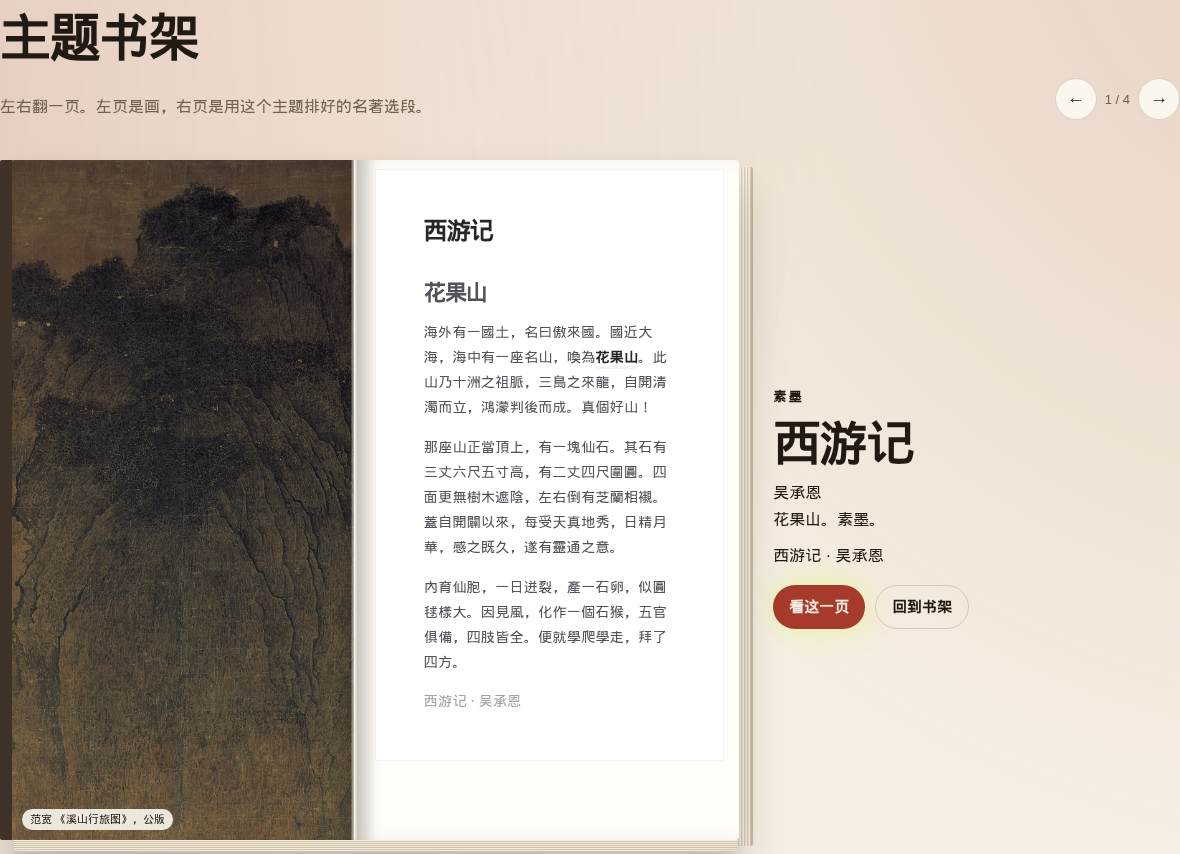 主题书架
左右翻一页。左页是画，右页是用这个主题排好的名著选段。
← 1 / 4 →
西游记
花果山
海外有一國土，名曰傲來國。國近大
海，海中有一座名山，喚為花果山。此
山乃十洲之祖脈，三島之來龍，自開清
濁而立，鴻濛判後而成。真個好山！
那座山正當頂上，有一塊仙石。其石有
三丈六尺五寸高，有二丈四尺圍圓。四
面更無樹木遮陰，左右倒有芝蘭相襯。
蓋自開闢以來，每受天真地秀，日精月
華，感之既久，遂有靈通之意。
內育仙胞，一日迸裂，產一石卵，似圓
毬樣大。因見風，化作一個石猴，五官
俱備，四肢皆全。便就學爬學走，拜了
四方。
西游记 · 吴承恩
范宽 《溪山行旅图》，公版
素墨
西游记
吴承恩
花果山。素墨。
西游记 · 吴承恩
看这一页
回到书架